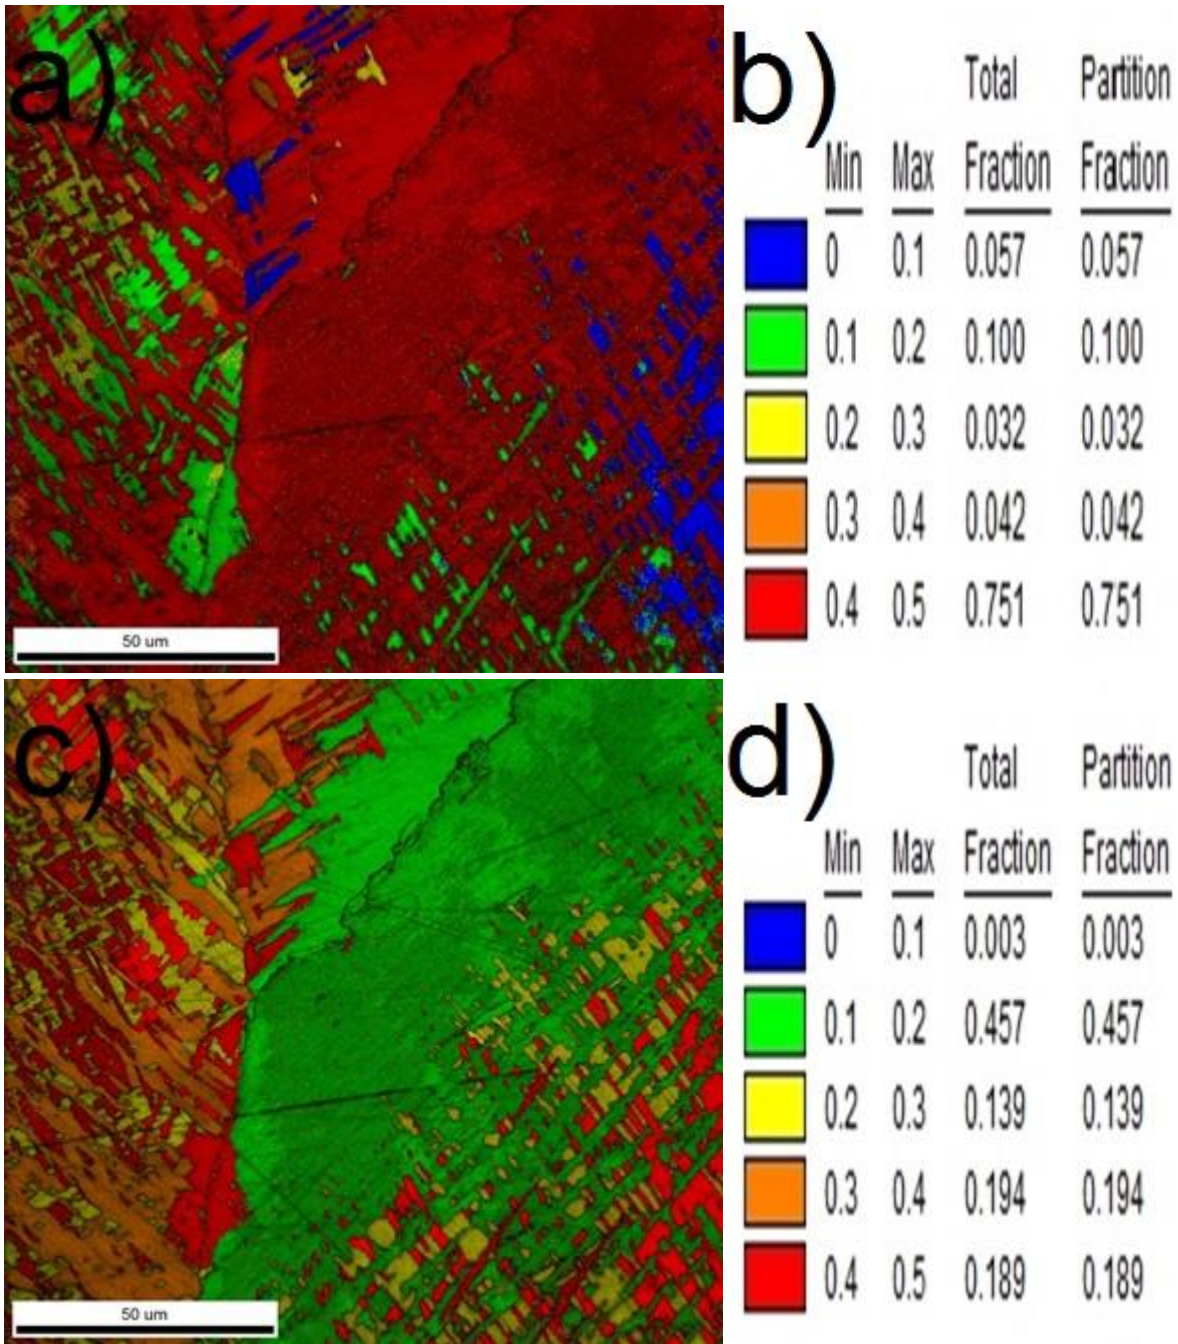 a)
50 um
b)
Total Partition
Min Max Fraction Fraction
0 0.1 0.057 0.057
0.1 0.2 0.100 0.100
0.2 0.3 0.032 0.032
0.3 0.4 0.042 0.042
0.4 0.5 0.751 0.751
c)
50 um
d)
Total Partition
Min Max Fraction Fraction
0 0.1 0.003 0.003
0.1 0.2 0.457 0.457
0.2 0.3 0.139 0.139
0.3 0.4 0.194 0.194
0.4 0.5 0.189 0.189